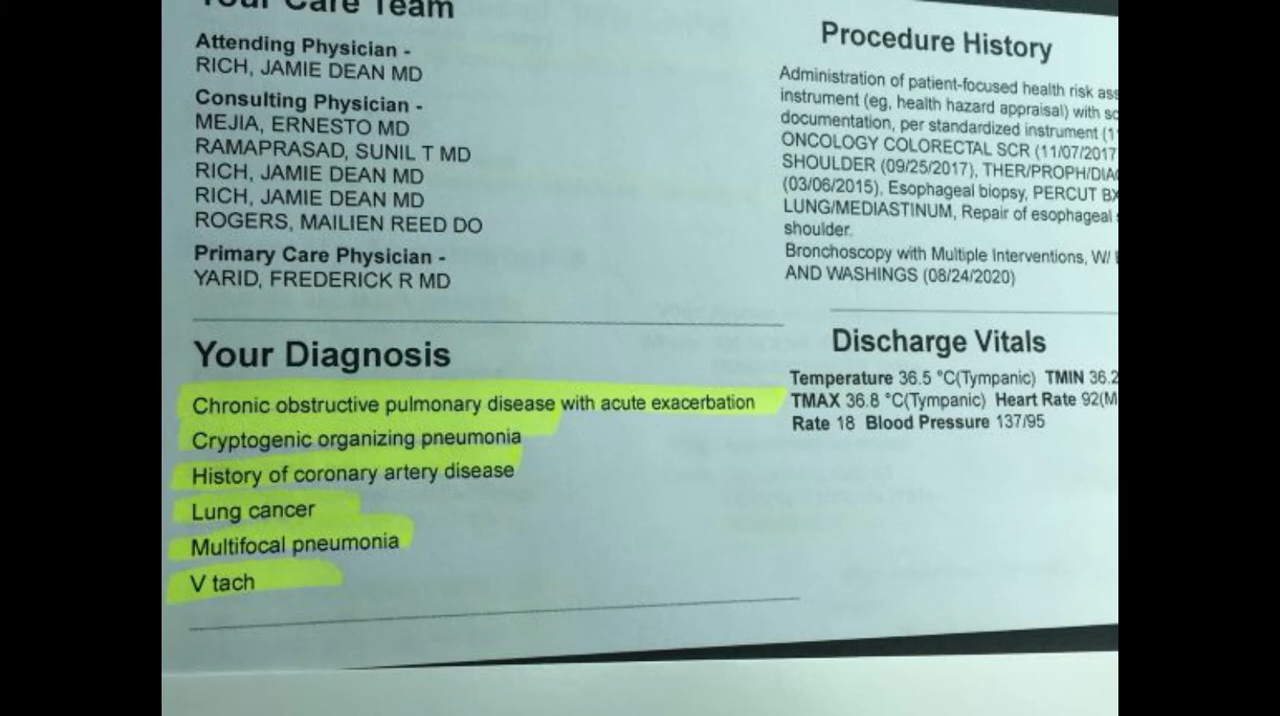 Your Care Team
Attending Physician -
RICH, JAMIE DEAN MD
Consulting Physician -
MEJIA, ERNESTO MD
RAMAPRASAD, SUNIL T MD
RICH, JAMIE DEAN MD
RICH, JAMIE DEAN MD
ROGERS, MAILIEN REED DO
Primary Care Physician -
YARID, FREDERICK R MD
Your Diagnosis
Chronic obstructive pulmonary disease with acute exacerbation
Cryptogenic organizing pneumonia
History of coronary artery disease
Lung cancer
Multifocal pneumonia
V tach
Procedure History
Administration of patient-focused health risk
instrument (eg, health hazard appraisal) with
documentation, per standardized instrument
ONCOLOGY COLORECTAL SCR (11/07/2017
SHOULDER (09/25/2017),
(03/06/2015), Esophageal biopsy, PERCUT
LUNG/MEDIASTINUM, Repair of esophageal
shoulder.
Bronchoscopy with Multiple Interventions, W/
AND WASHINGS (08/24/2020)
Discharge Vitals
Temperature 36.5 °C(Tympanic) TMIN 36.2
TMAX 36.8 °C(Tympanic) Heart Rate 92(M
Rate 18 Blood Pressure 137/95